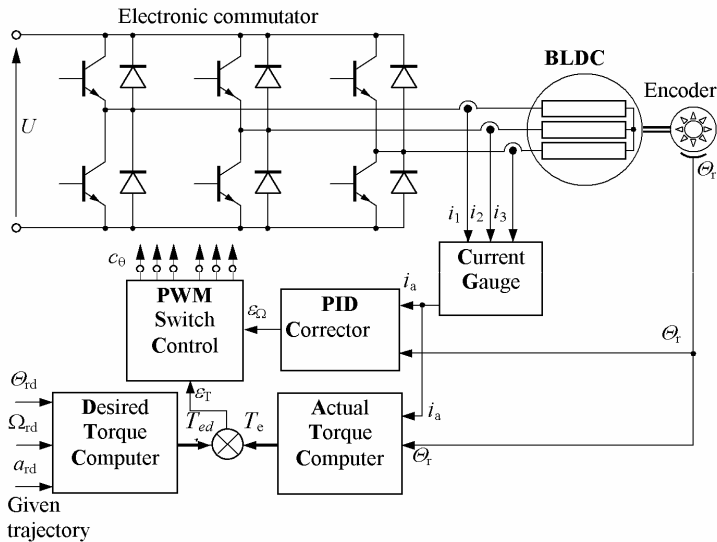 Electronic commutator
BLDC
Encoder
U
Θr
i1 i2 i3
cθ
Current
Gauge
ia
PWM
Switch
Control
εΩ
PID
Corrector
Θr
Θrd
εT
Desired
Torque
Computer
Ted
Te
Actual
Torque
Computer
ia
Ωrd
Θr
ard
Given
trajectory